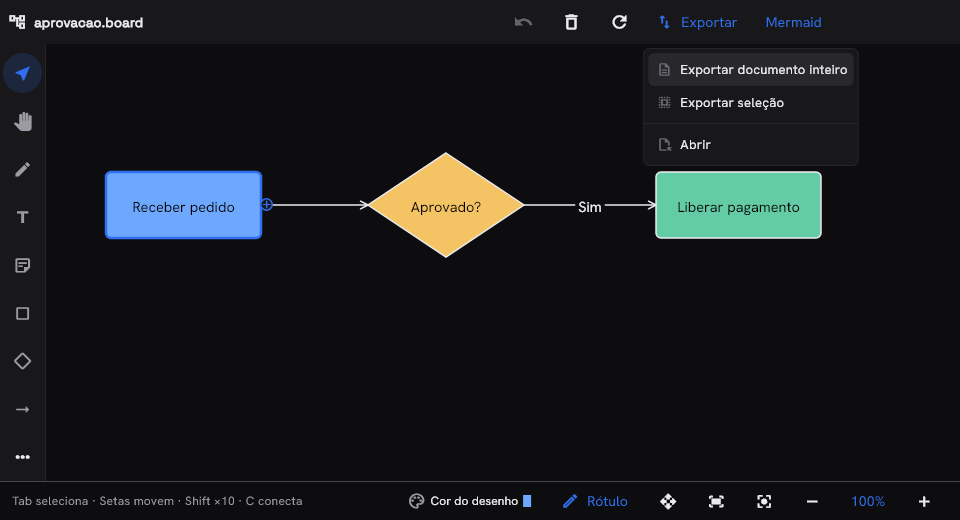 aprovacao.board
Exportar
Mermaid
Exportar documento inteiro
Exportar seleção
Abrir
Receber pedido
Aprovado?
Sim
Liberar pagamento
Tab seleciona · Setas movem · Shift ×10 · C conecta
Cor do desenho
Rótulo
100%